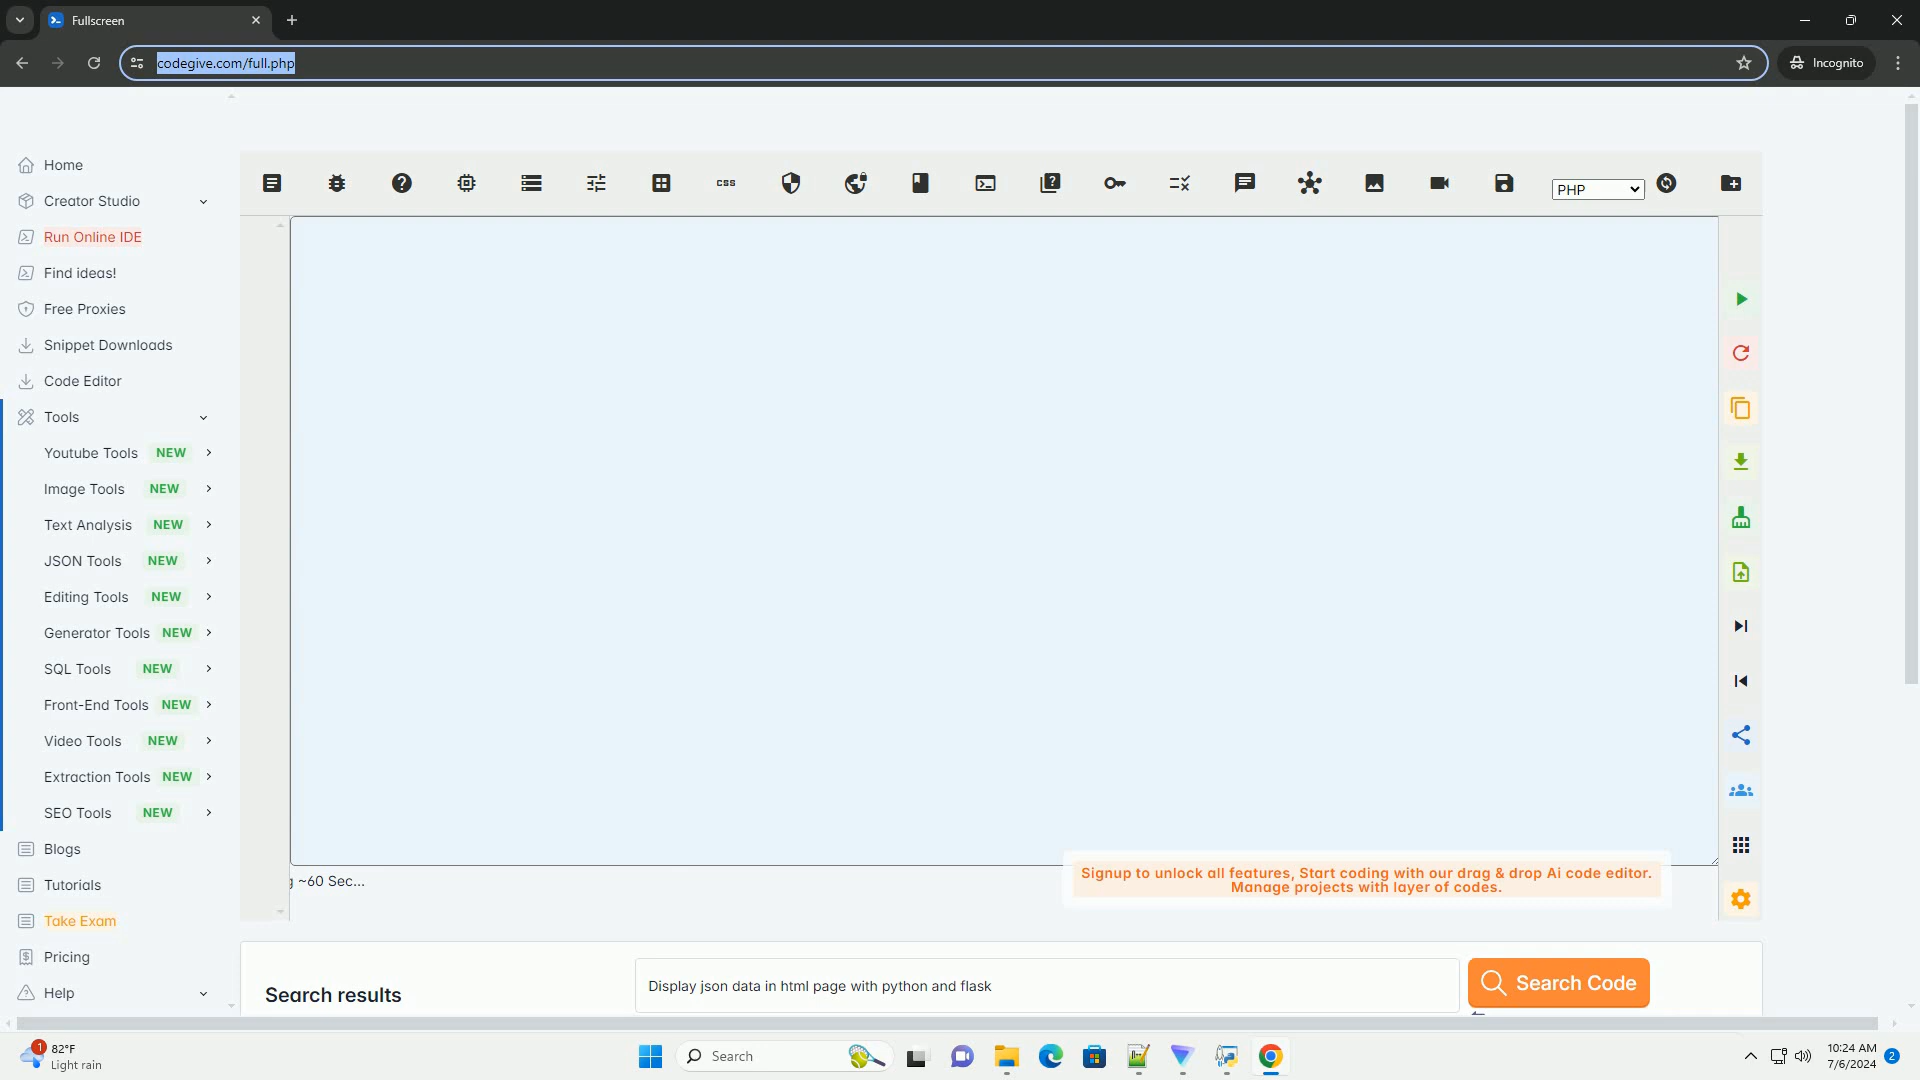 Fullscreen
codegive.com/full.php
Incognito
Home
Creator Studio
Run Online IDE
Find ideas!
Free Proxies
Snippet Downloads
Code Editor
Tools
Youtube Tools NEW
Image Tools NEW
Text Analysis NEW
JSON Tools NEW
Editing Tools NEW
Generator Tools NEW
SQL Tools NEW
Front-End Tools NEW
Video Tools NEW
Extraction Tools NEW
SEO Tools NEW
Blogs
Tutorials
Take Exam
Pricing
Help
CSS
PHP
~60 Sec...
Signup to unlock all features, Start coding with our drag & drop Ai code editor.
Manage projects with layer of codes.
Search results
Display json data in html page with python and flask
Search Code
1
82°F
Light rain
Search
10:24 AM
7/6/2024
2